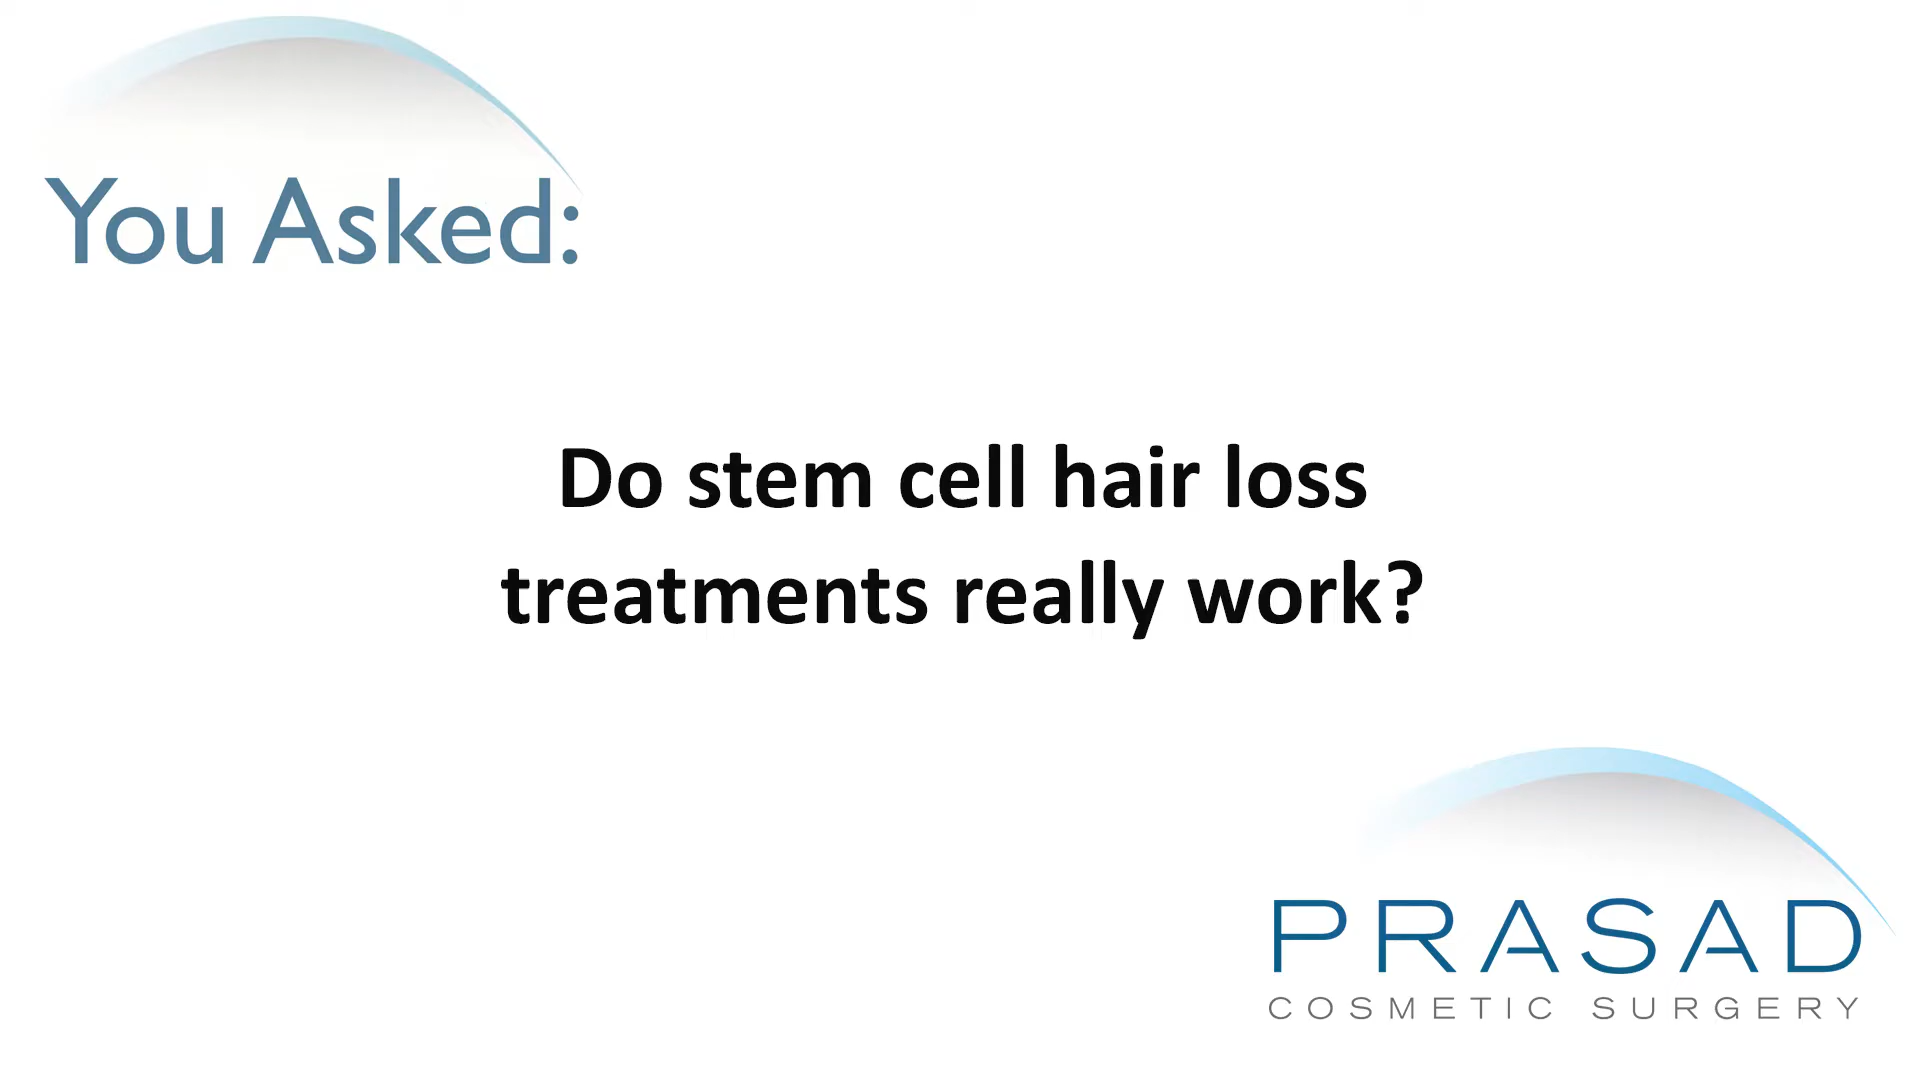 You Asked:
Do stem cell hair loss
treatments really work?
PRASAD
COSMETIC SURGERY